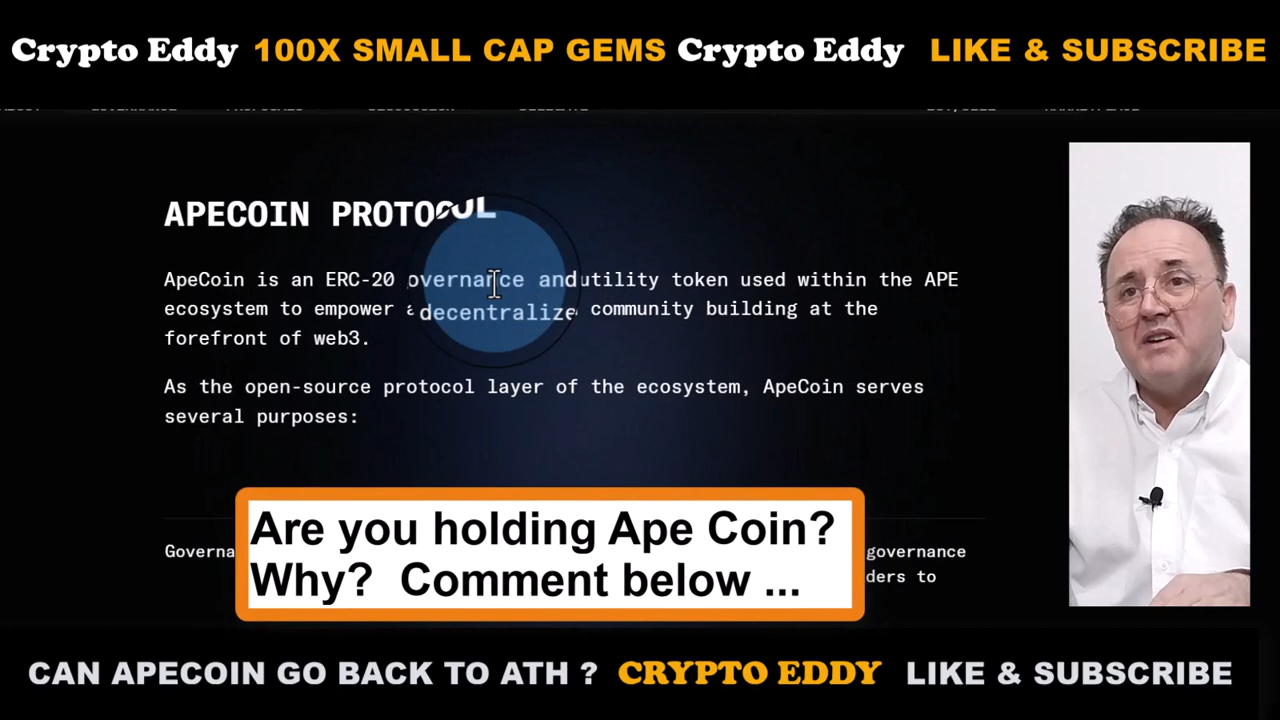 Crypto Eddy 100X SMALL CAP GEMS Crypto Eddy LIKE & SUBSCRIBE
APECOIN PROTOCOL
ApeCoin is an ERC-20 overnance and utility token used within the APE
ecosystem to empower a decentralize community building at the
forefront of web3.
As the open-source protocol layer of the ecosystem, ApeCoin serves
several purposes:
Are you holding Ape Coin?
Why? Comment below ...
Governa
governance
ders to
CAN APECOIN GO BACK TO ATH ? CRYPTO EDDY LIKE & SUBSCRIBE